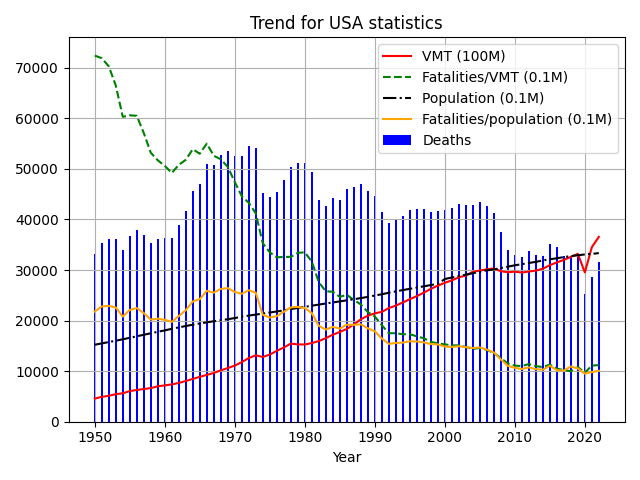 Trend for USA statistics
VMT (100M)
Fatalities/VMT (0.1M)
Population (0.1M)
Fatalities/population (0.1M)
Deaths
70000
60000
50000
40000
30000
20000
10000
0
1950 1960 1970 1980 1990 2000 2010 2020
Year